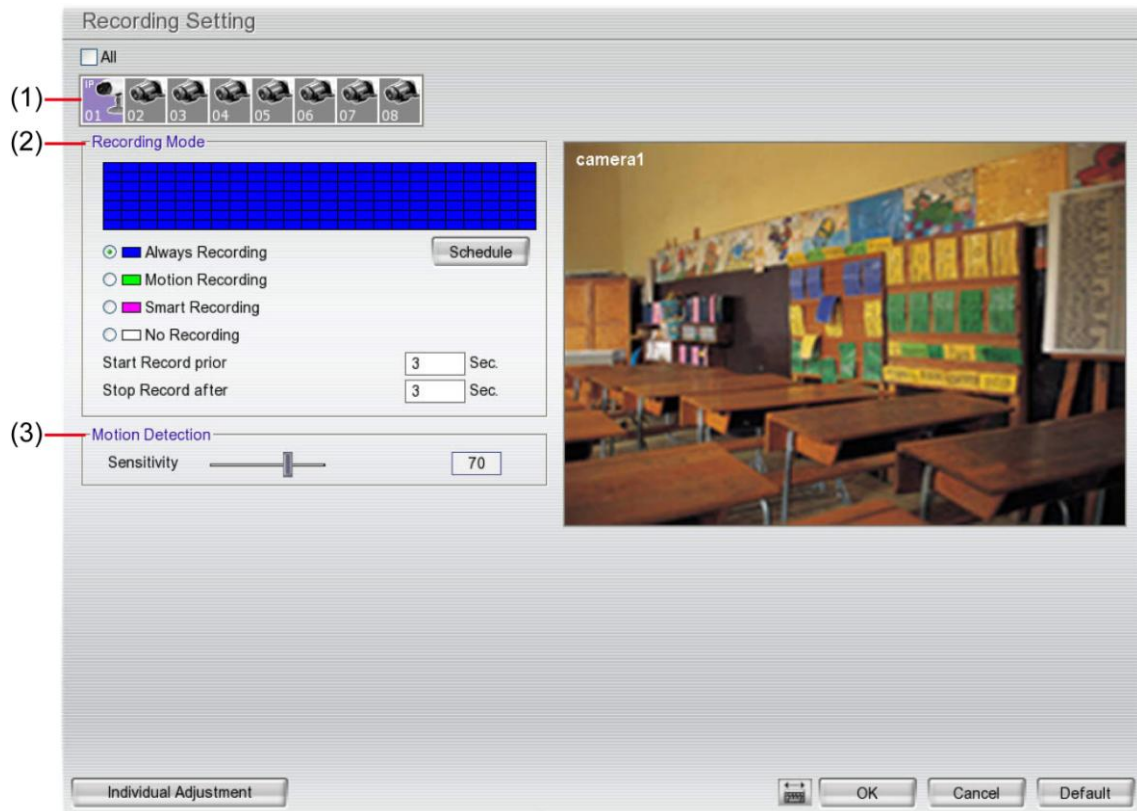 Recording Setting
All
(1)
IP
01 02 03 04 05 06 07 08
(2)
Recording Mode
camera1
Always Recording
Schedule
Motion Recording
Smart Recording
No Recording
Start Record prior 3 Sec.
Stop Record after 3 Sec.
(3)
Motion Detection
Sensitivity 70
Individual Adjustment
OK
Cancel
Default